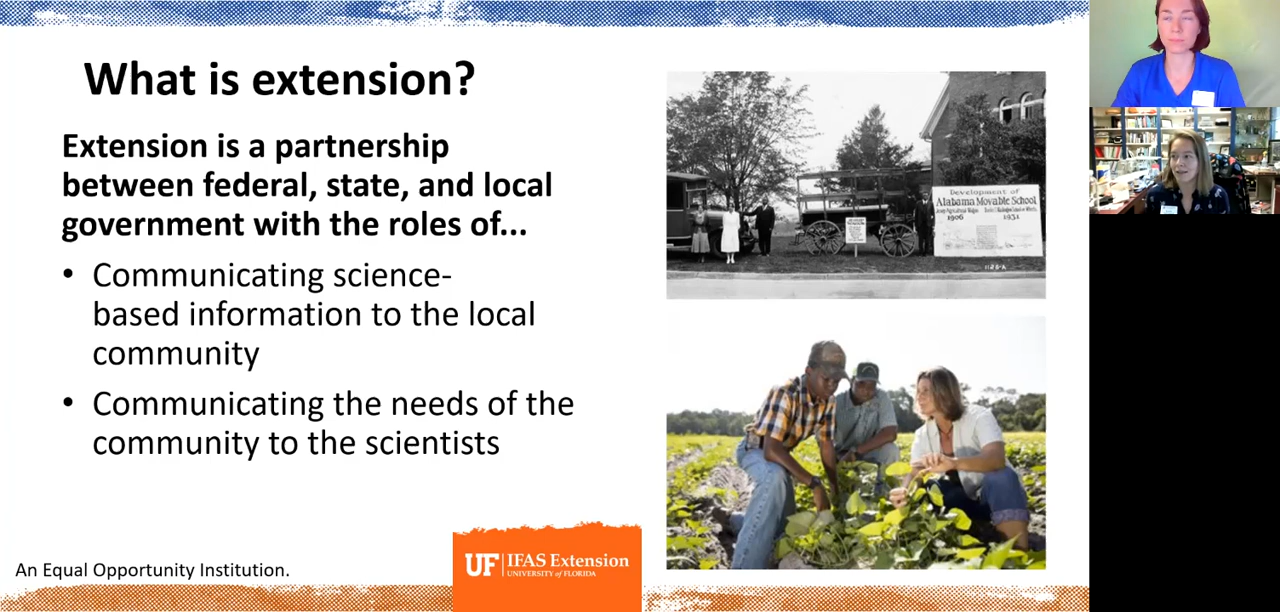 What is extension?
Extension is a partnership
between federal, state, and local
government with the roles of...
• Communicating science-
based information to the local
community
• Communicating the needs of the
community to the scientists
Development of
Alabama Movable School
1906 1931
1126-A
UF IFAS Extension
UNIVERSITY of FLORIDA
An Equal Opportunity Institution.